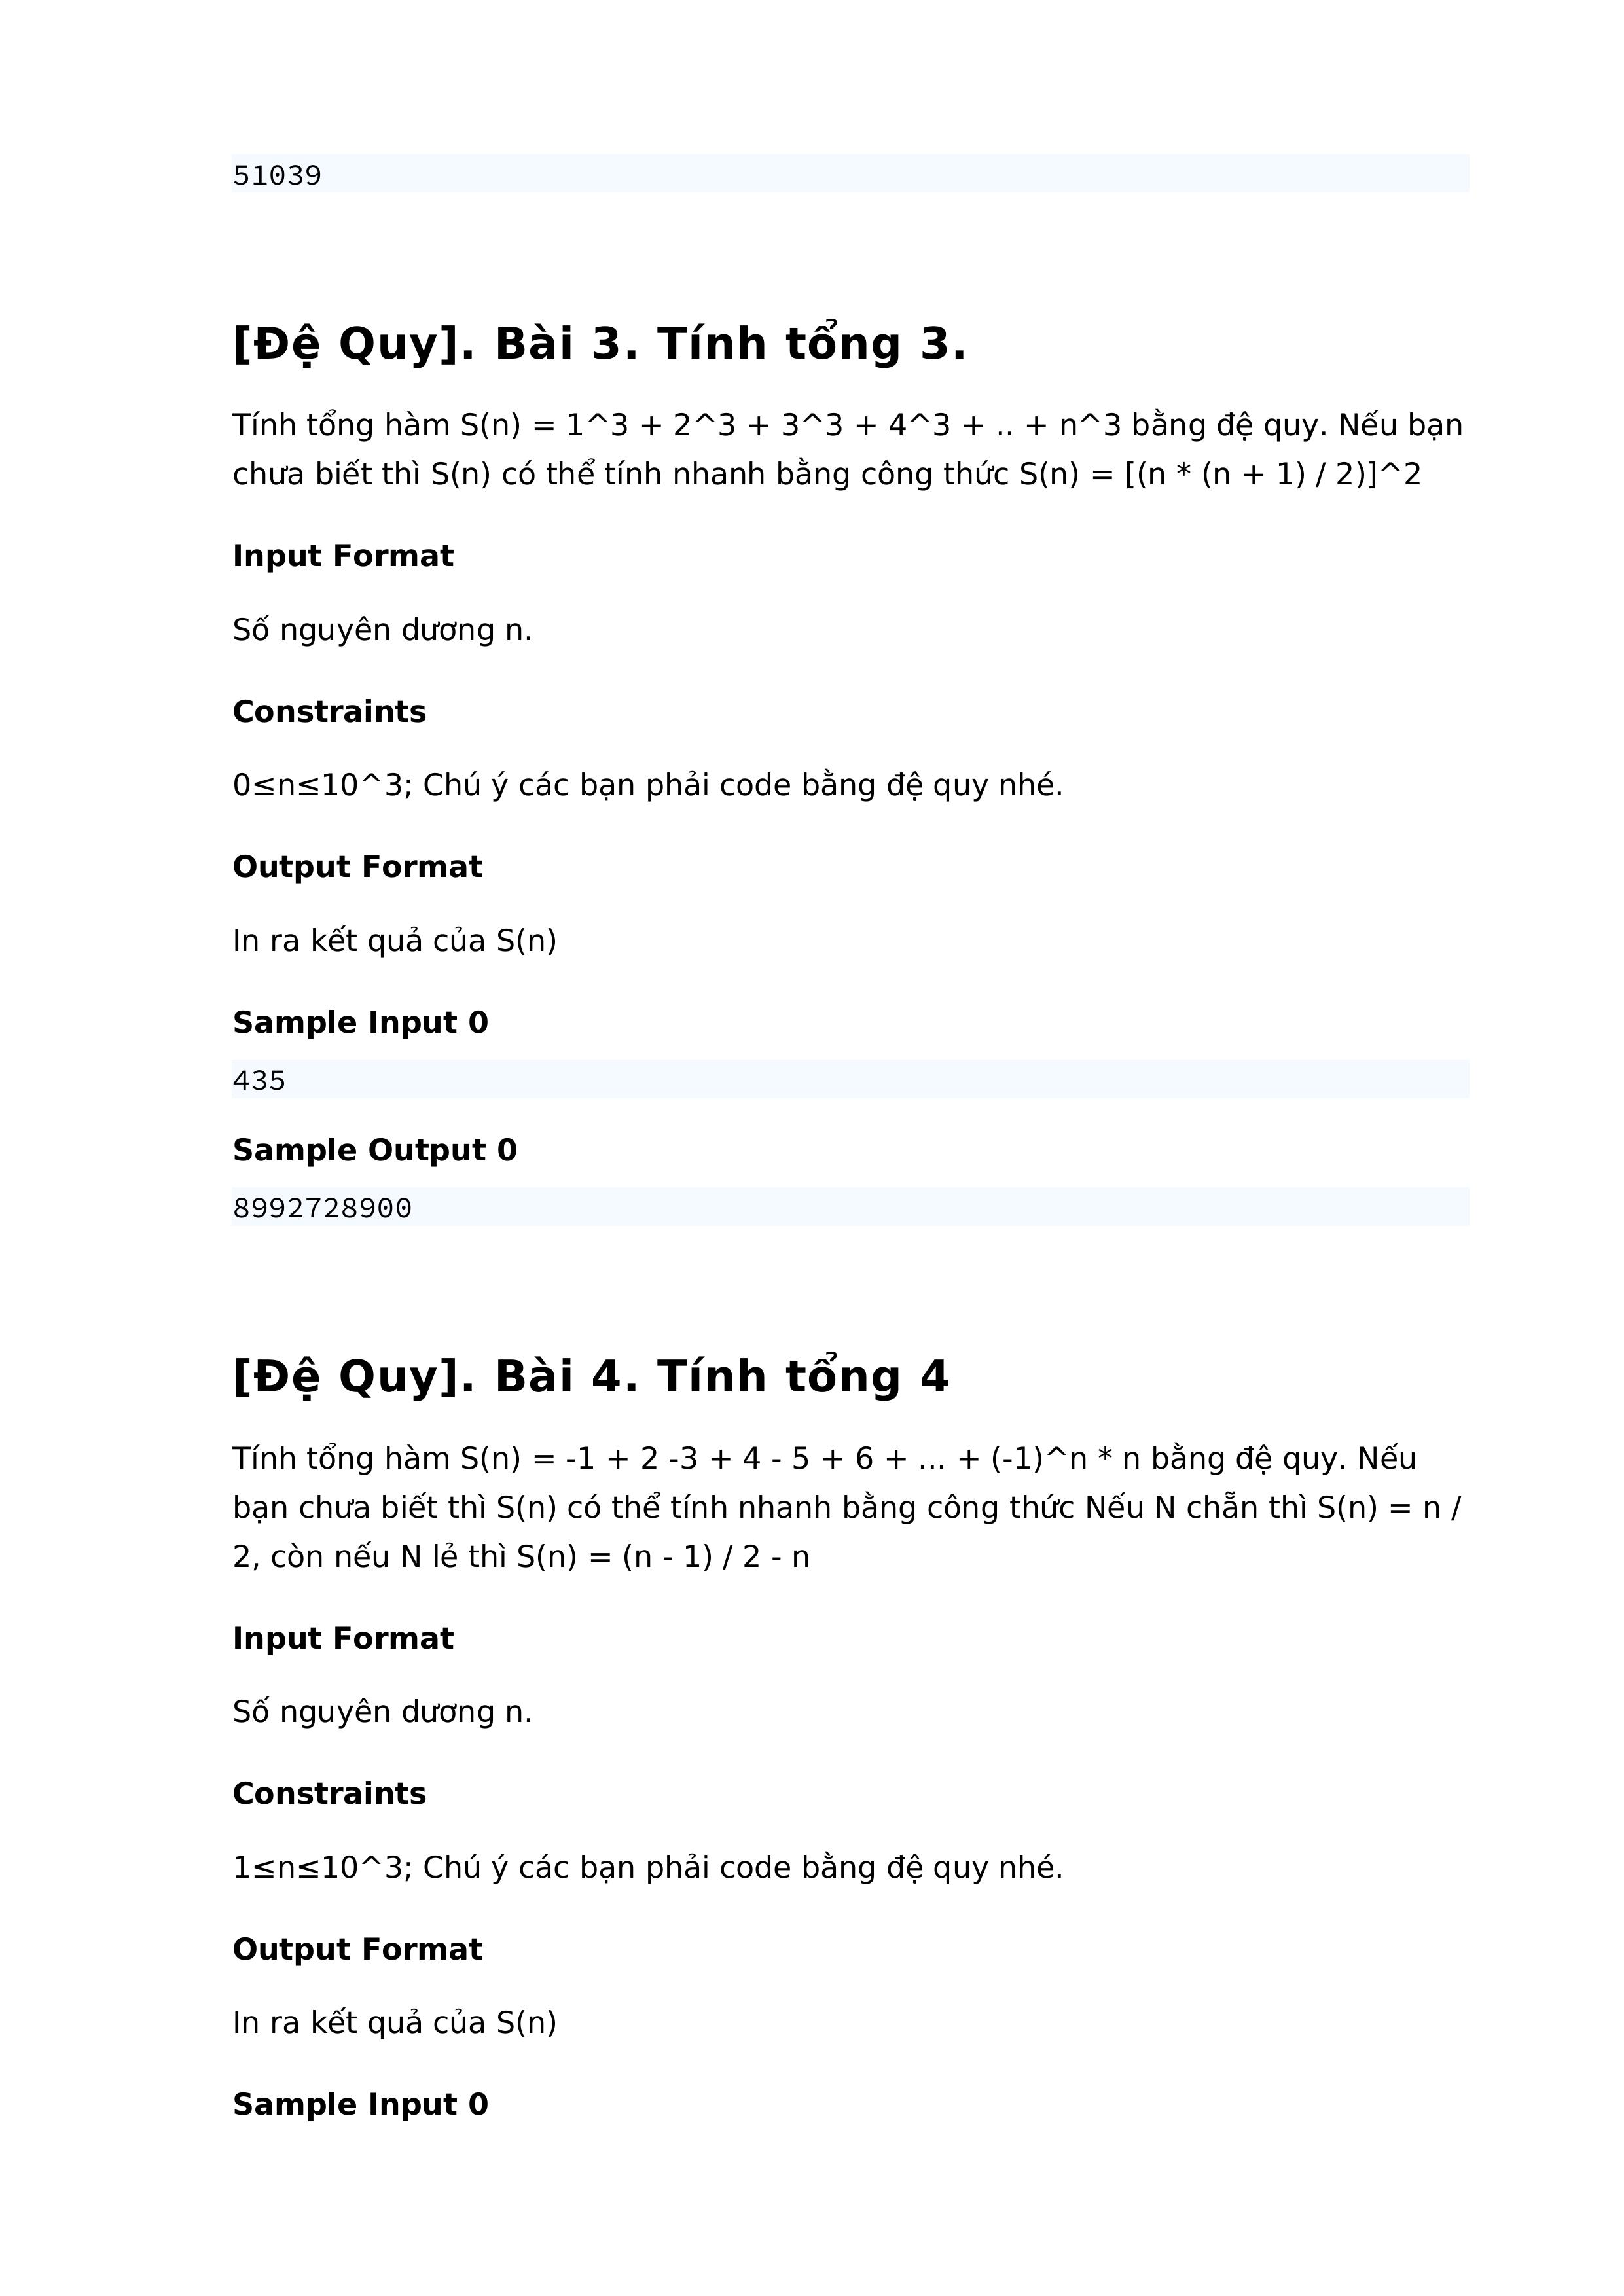 51039
[Đệ Quy]. Bài 3. Tính tổng 3.
Tính tổng hàm S(n) = 1^3 + 2^3 + 3^3 + 4^3 + .. + n^3 bằng đệ quy. Nếu bạn
chưa biết thì S(n) có thể tính nhanh bằng công thức S(n) = [(n * (n + 1) / 2)]^2
Input Format
Số nguyên dương n.
Constraints
0≤n≤10^3; Chú ý các bạn phải code bằng đệ quy nhé.
Output Format
In ra kết quả của S(n)
Sample Input 0
435
Sample Output 0
8992728900
[Đệ Quy]. Bài 4. Tính tổng 4
Tính tổng hàm S(n) = -1 + 2 -3 + 4 - 5 + 6 + ... + (-1)^n * n bằng đệ quy. Nếu
bạn chưa biết thì S(n) có thể tính nhanh bằng công thức Nếu N chẵn thì S(n) = n /
2, còn nếu N lẻ thì S(n) = (n - 1) / 2 - n
Input Format
Số nguyên dương n.
Constraints
1≤n≤10^3; Chú ý các bạn phải code bằng đệ quy nhé.
Output Format
In ra kết quả của S(n)
Sample Input 0